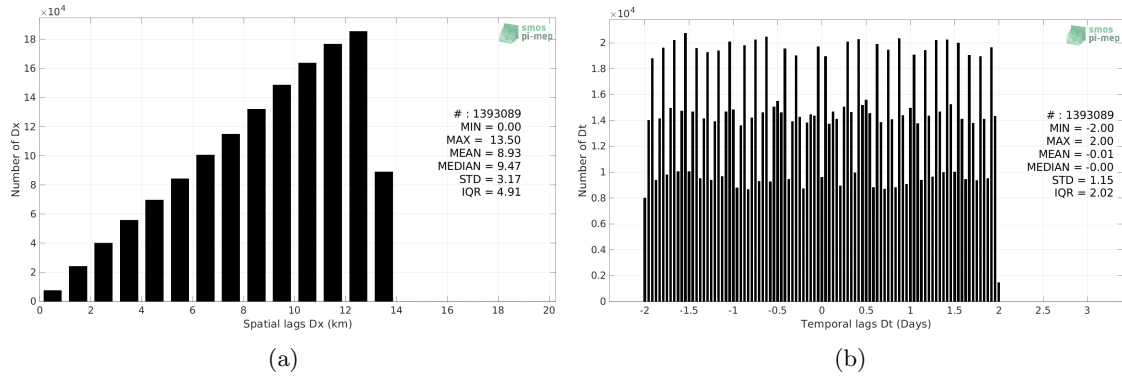 ×10⁴
18
16
14
12
10
8
6
4
2
0
Number of Dx
smos
pi-mep
# : 1393089
MIN = 0.00
MAX = 13.50
MEAN = 8.93
MEDIAN = 9.47
STD = 3.17
IQR = 4.91
0 2 4 6 8 10 12 14 16 18 20
Spatial lags Dx (km)
(a)
×10⁴
2
1.8
1.6
1.4
1.2
1
0.8
0.6
0.4
0.2
0
Number of Dt
smos
pi-mep
# : 1393089
MIN = -2.00
MAX = 2.00
MEAN = -0.01
MEDIAN = -0.00
STD = 1.15
IQR = 2.02
-2 -1.5 -1 -0.5 0 0.5 1 1.5 2 2.5 3
Temporal lags Dt (Days)
(b)